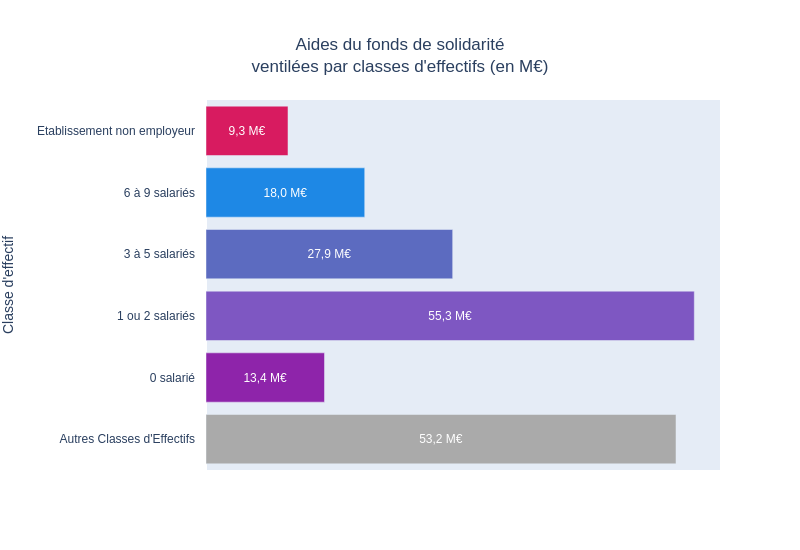 Aides du fonds de solidarité
ventilées par classes d'effectifs (en M€)
Classe d'effectif
Etablissement non employeur
9,3 M€
6 à 9 salariés
18,0 M€
3 à 5 salariés
27,9 M€
1 ou 2 salariés
55,3 M€
0 salarié
13,4 M€
Autres Classes d'Effectifs
53,2 M€